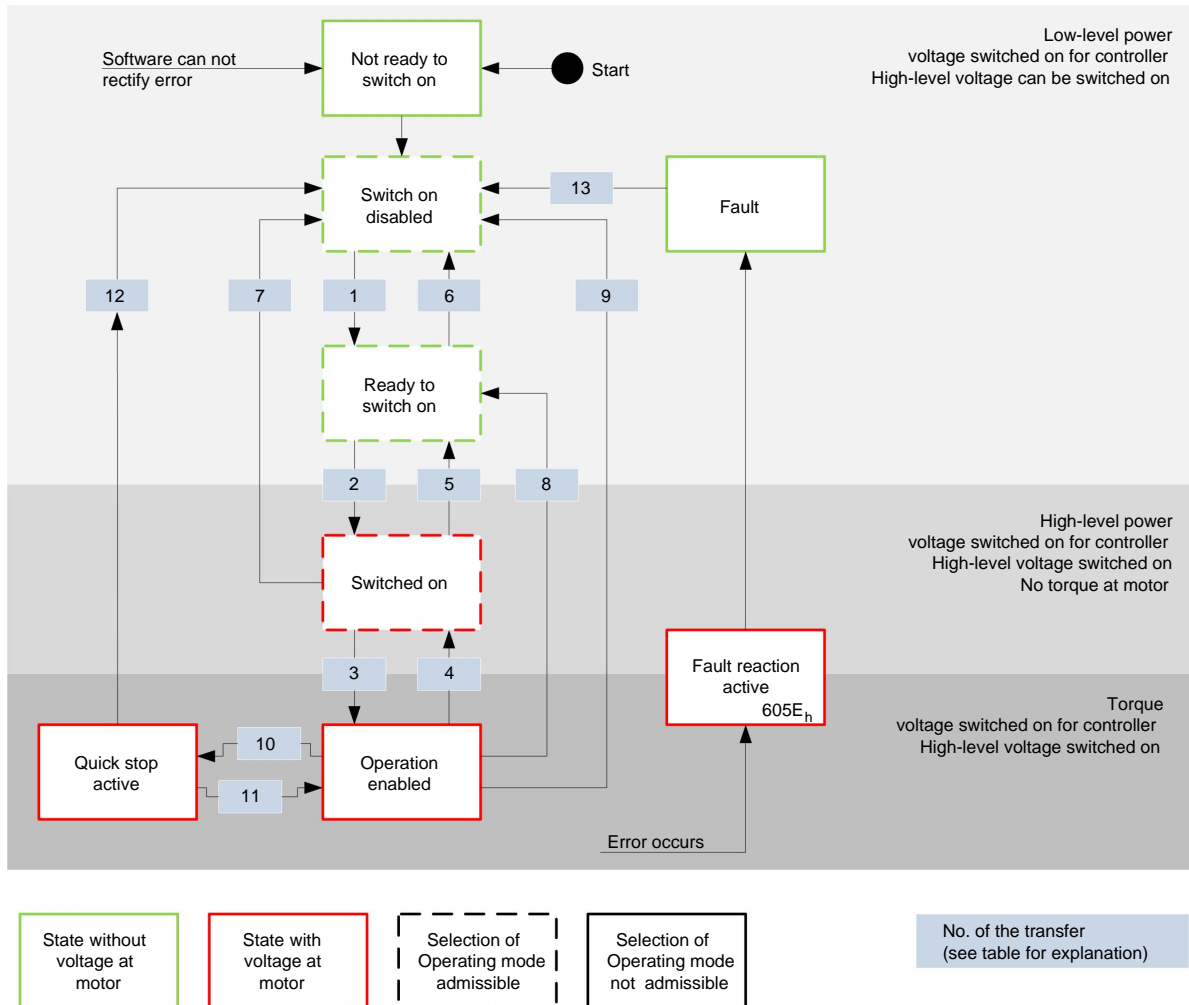 Low-level power
voltage switched on for controller
High-level voltage can be switched on
Software can not
rectify error
Not ready to
switch on
Start
Switch on
disabled
13
Fault
12
7
1
6
9
Ready to
switch on
2
5
8
High-level power
voltage switched on for controller
High-level voltage switched on
No torque at motor
Switched on
3
4
Fault reaction
active
605Eh
Torque
voltage switched on for controller
High-level voltage switched on
Quick stop
active
10
11
Operation
enabled
Error occurs
State without
voltage at
motor
State with
voltage at
motor
Selection of
Operating mode
admissible
Selection of
Operating mode
not admissible
No. of the transfer
(see table for explanation)